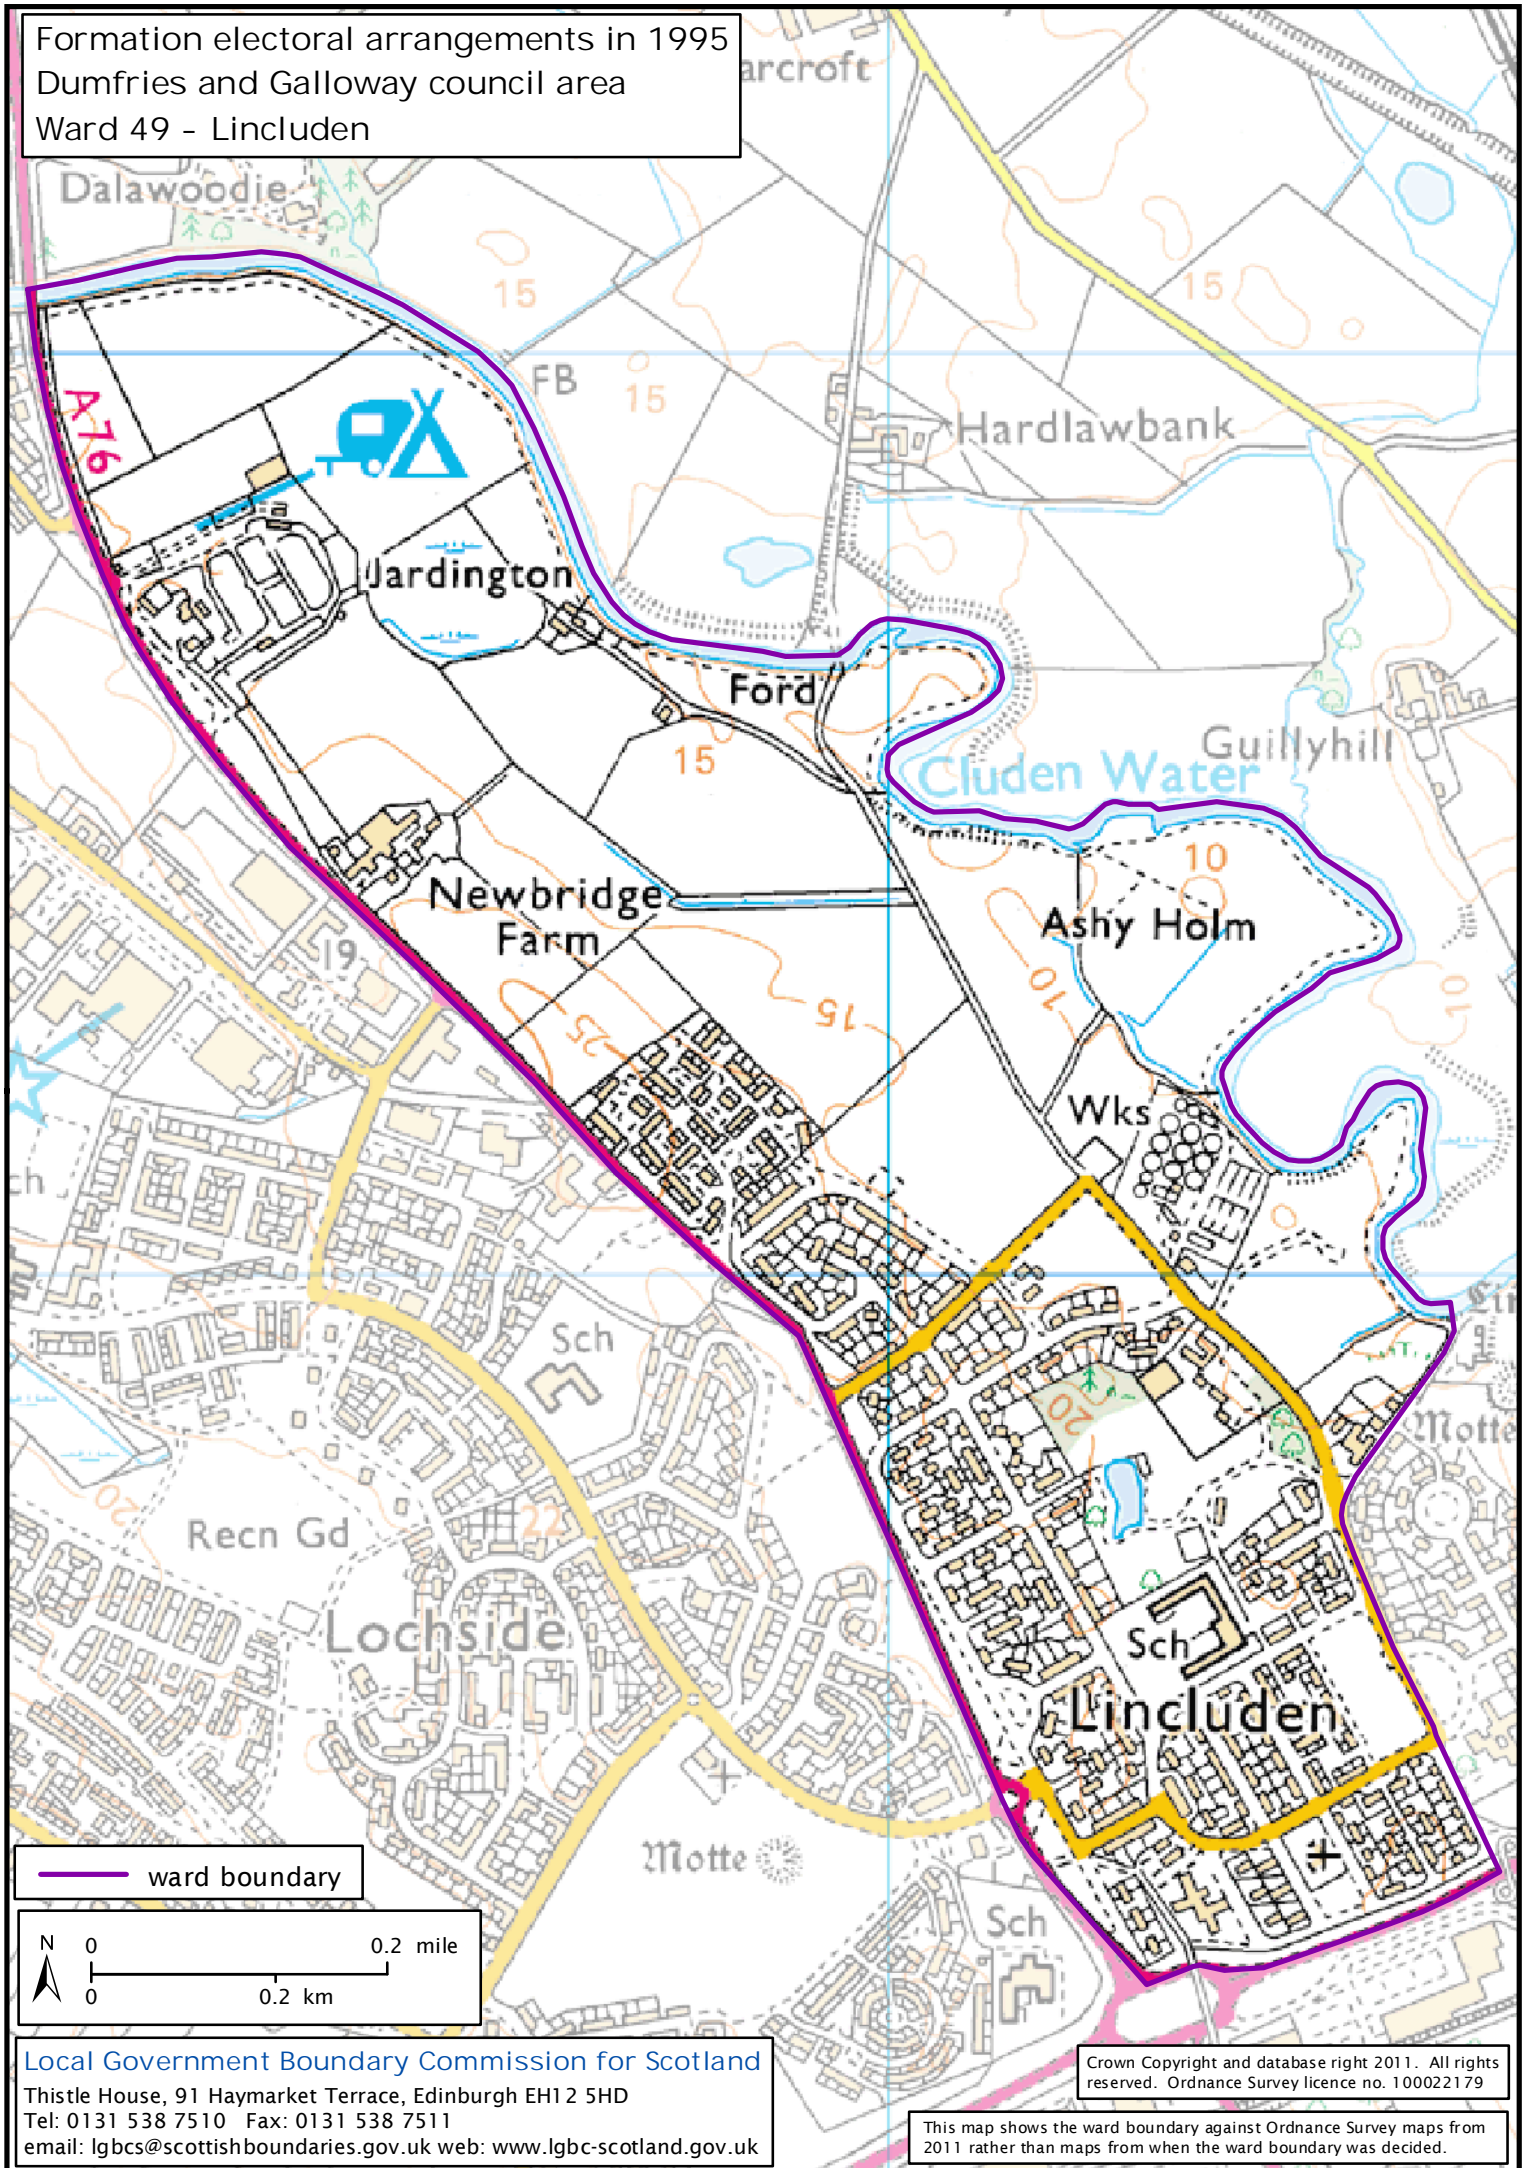 Formation electoral arrangements in 1995
Dumfries and Galloway council area
Ward 49 - Lincluden
arcroft
Dalawoodie
15
15
FB
15
A76
Hardlawbank
Jardington
Ford
15
Guillyhill
Cluden Water
10
Newbridge
Farm
Ashy Holm
19
10
10
25
15
Wks
ch
Sch
Lin
20
Motte
20
Recn Gd
22
Lochside
Sch
Lincluden
Motte
Sch
ward boundary
N
0 0.2 mile
0 0.2 km
Local Government Boundary Commission for Scotland
Thistle House, 91 Haymarket Terrace, Edinburgh EH12 5HD
Tel: 0131 538 7510 Fax: 0131 538 7511
email: lgbcs@scottishboundaries.gov.uk web: www.lgbc-scotland.gov.uk
Crown Copyright and database right 2011. All rights
reserved. Ordnance Survey licence no. 100022179
This map shows the ward boundary against Ordnance Survey maps from
2011 rather than maps from when the ward boundary was decided.